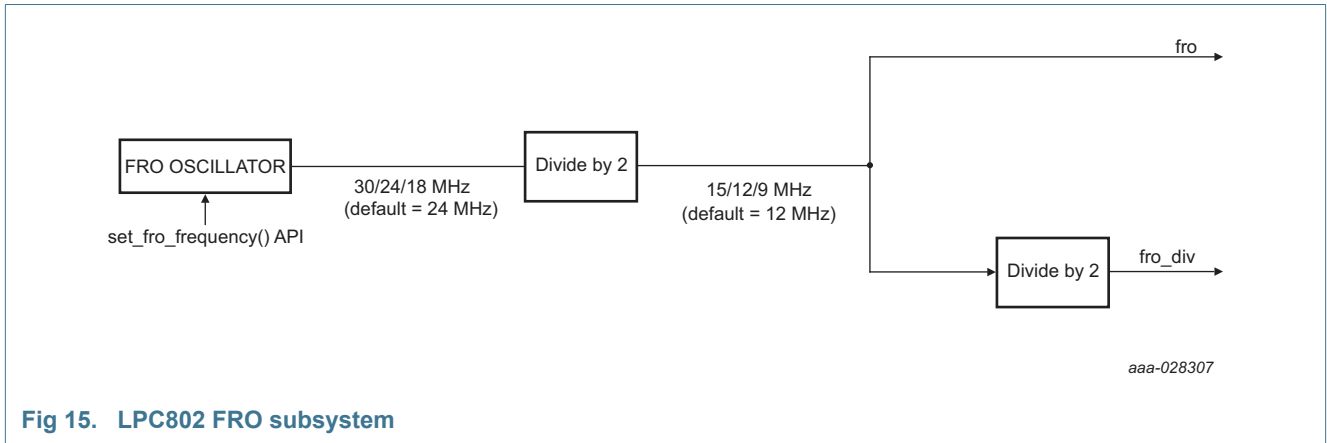 fro
FRO OSCILLATOR
Divide by 2
30/24/18 MHz
(default = 24 MHz)
15/12/9 MHz
(default = 12 MHz)
set_fro_frequency() API
Divide by 2
fro_div
aaa-028307
Fig 15. LPC802 FRO subsystem